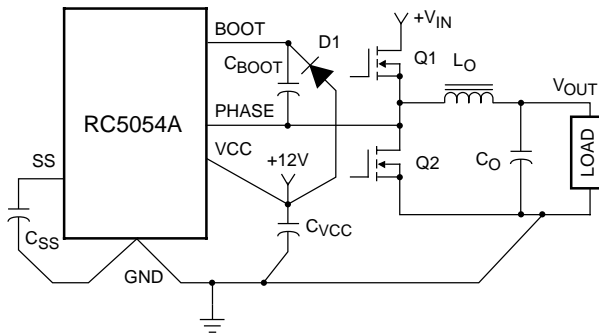 +VIN
BOOT
D1
CBOOT
Q1
LO
VOUT
RC5054A
PHASE
VCC
SS
+12V
Q2
CO
LOAD
CSS
CVCC
GND